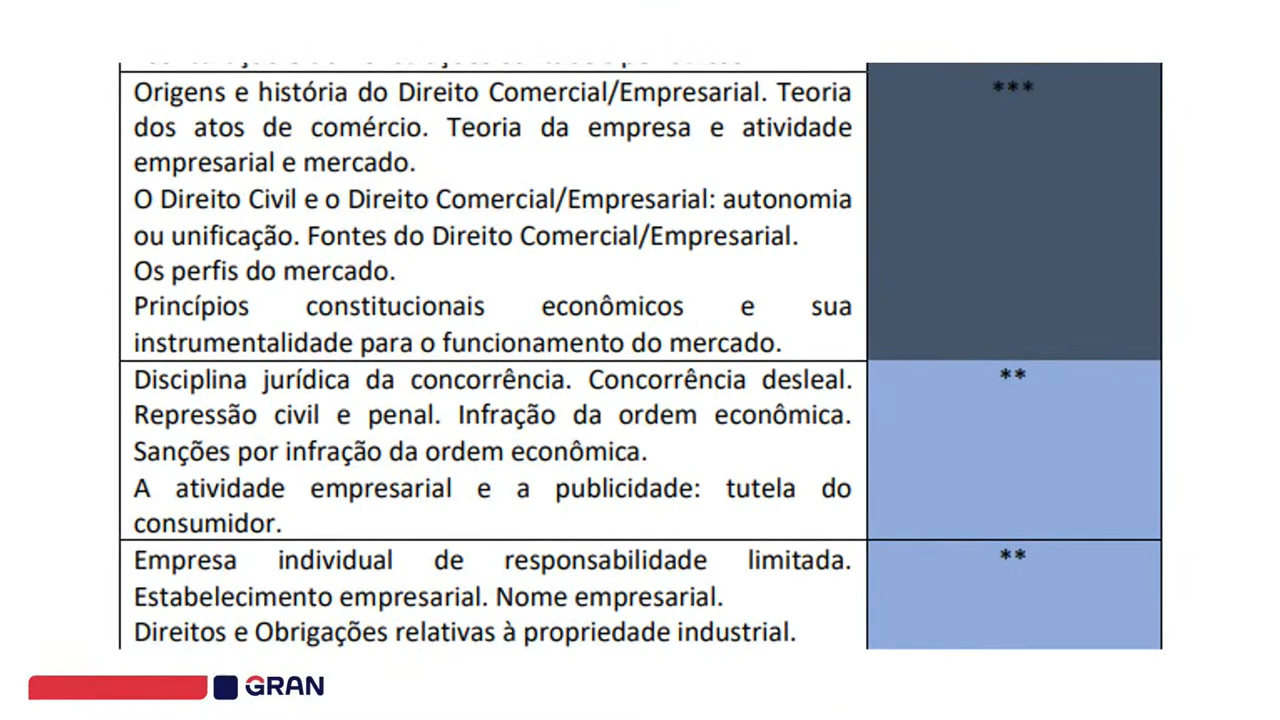 Origens e história do Direito Comercial/Empresarial. Teoria
***
dos atos de comércio. Teoria da empresa e atividade
empresarial e mercado.
O Direito Civil e o Direito Comercial/Empresarial: autonomia
ou unificação. Fontes do Direito Comercial/Empresarial.
Os perfis do mercado.
Princípios constitucionais econômicos e sua
instrumentalidade para o funcionamento do mercado.
Disciplina jurídica da concorrência. Concorrência desleal.
**
Repressão civil e penal. Infração da ordem econômica.
Sanções por infração da ordem econômica.
A atividade empresarial e a publicidade: tutela do
consumidor.
Empresa individual de responsabilidade limitada.
**
Estabelecimento empresarial. Nome empresarial.
Direitos e Obrigações relativas à propriedade industrial.
GRAN